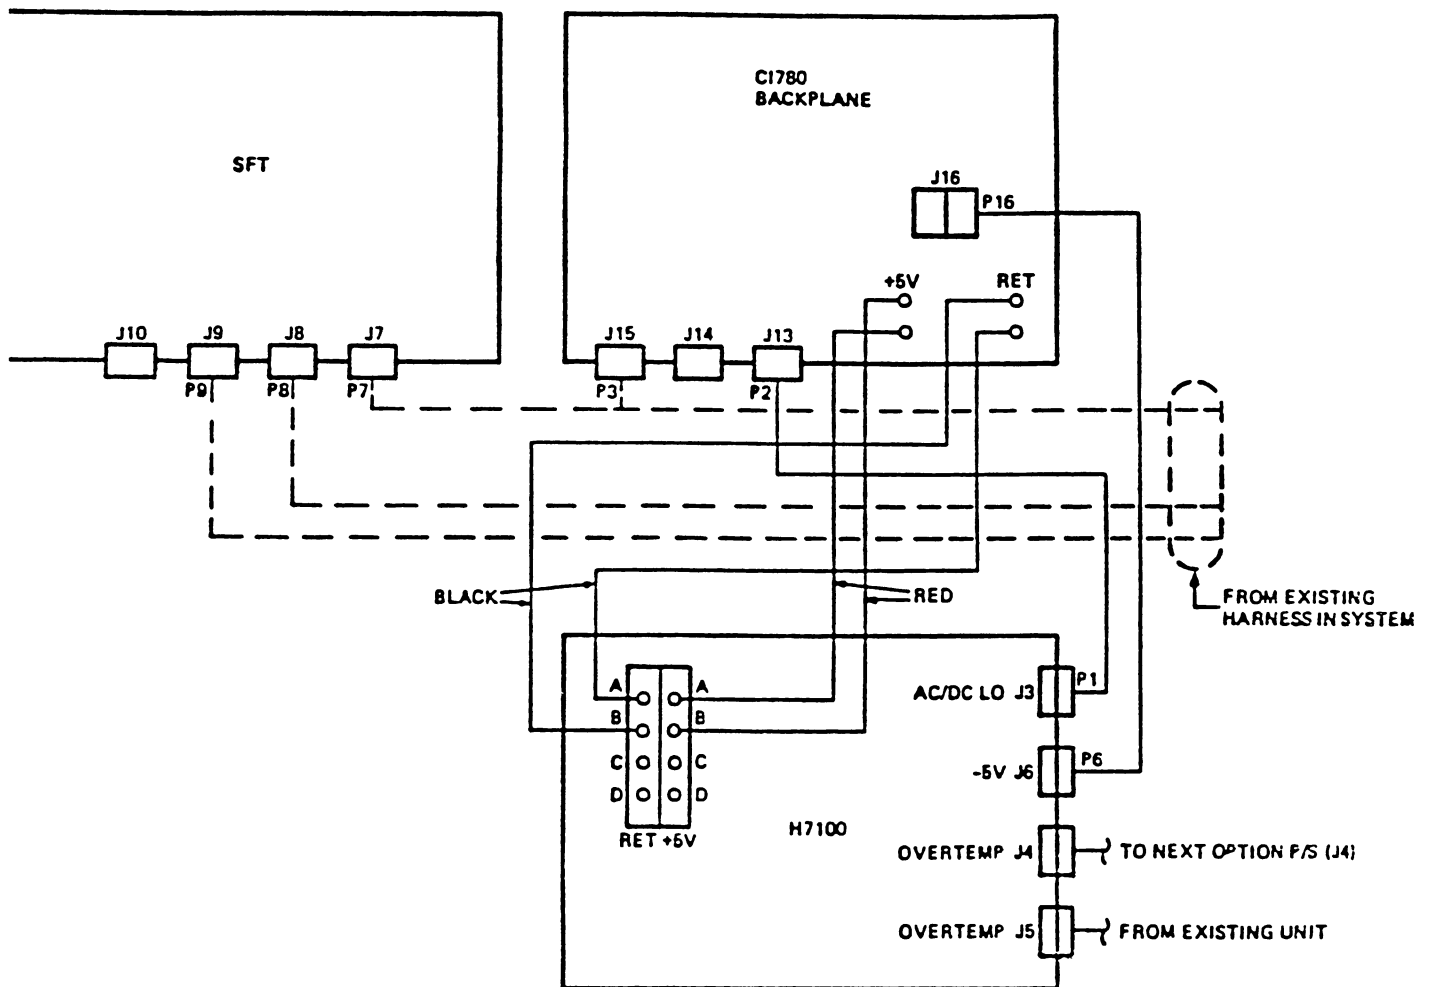 CI780
BACKPLANE
SFT
J16
P16
+5V
RET
J10
J9
J8
J7
J15
J14
J13
P9
P8
P7
P3
P2
BLACK
RED
FROM EXISTING
HARNESS IN SYSTEM
A
A
B
B
C
C
D
D
RET +5V
H7100
AC/DC LO J3
P1
-5V J6
P6
OVERTEMP J4
TO NEXT OPTION P/S (J4)
OVERTEMP J5
FROM EXISTING UNIT